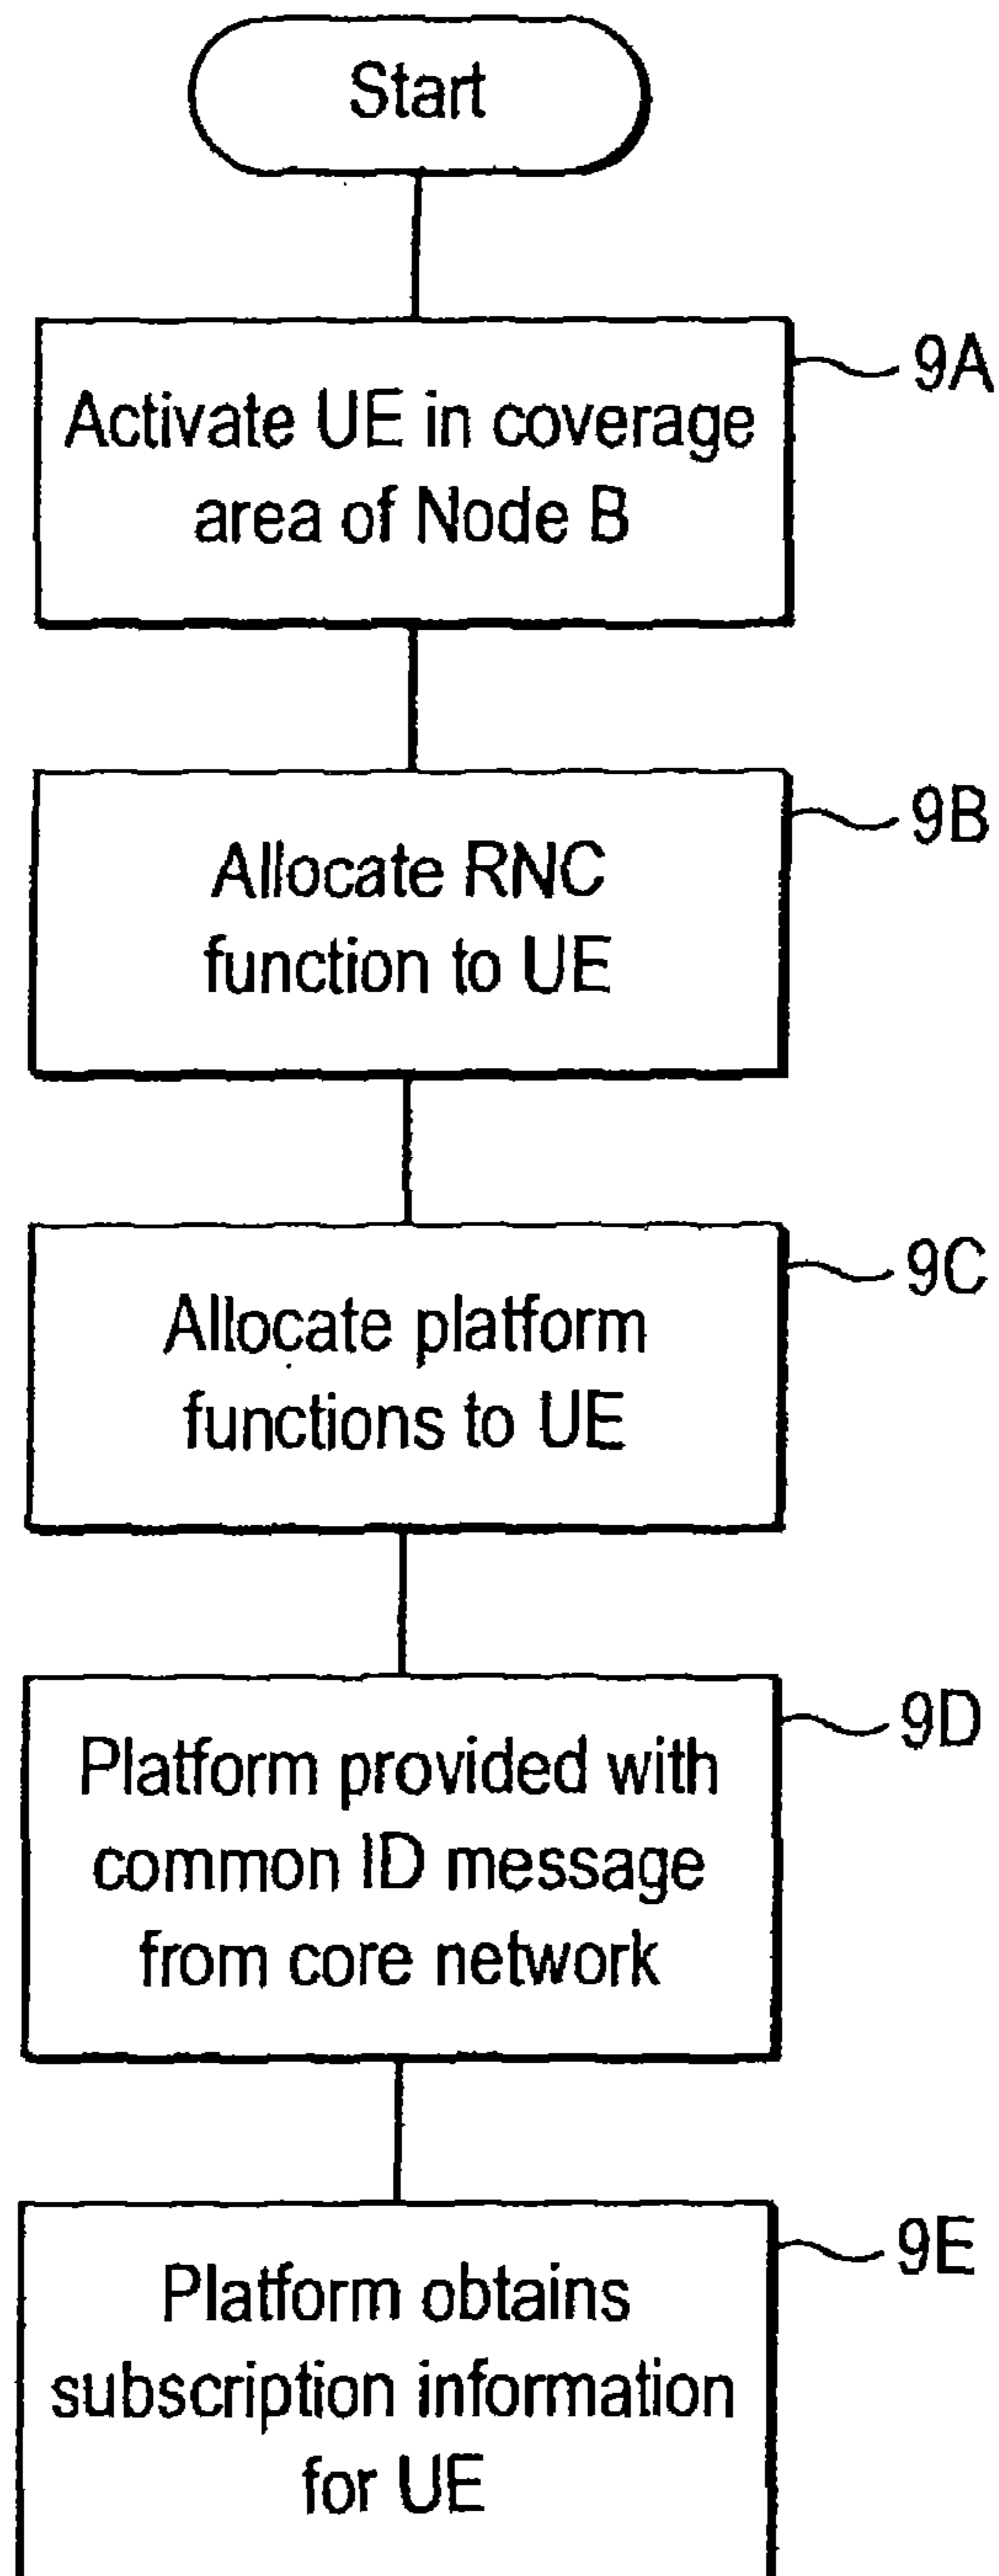 Start
Activate UE in coverage
area of Node B
9A
Allocate RNC
function to UE
9B
Allocate platform
functions to UE
9C
Platform provided with
common ID message
from core network
9D
Platform obtains
subscription information
for UE
9E